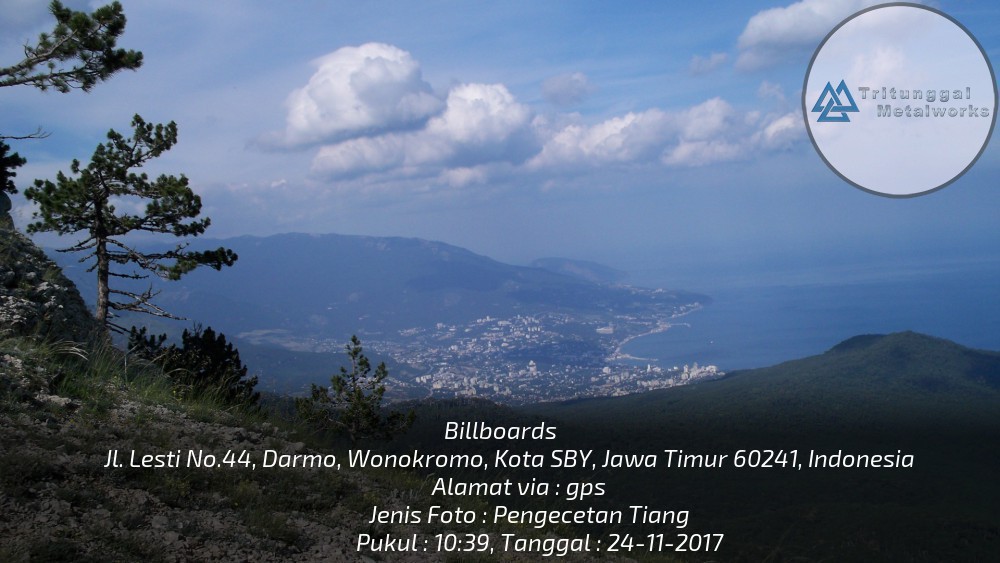 Tritunggal
Metalworks
Billboards
Jl. Lesti No.44, Darmo, Wonokromo, Kota SBY, Jawa Timur 60241, Indonesia
Alamat via : gps
Jenis Foto : Pengecetan Tiang
Pukul : 10:39, Tanggal : 24-11-2017